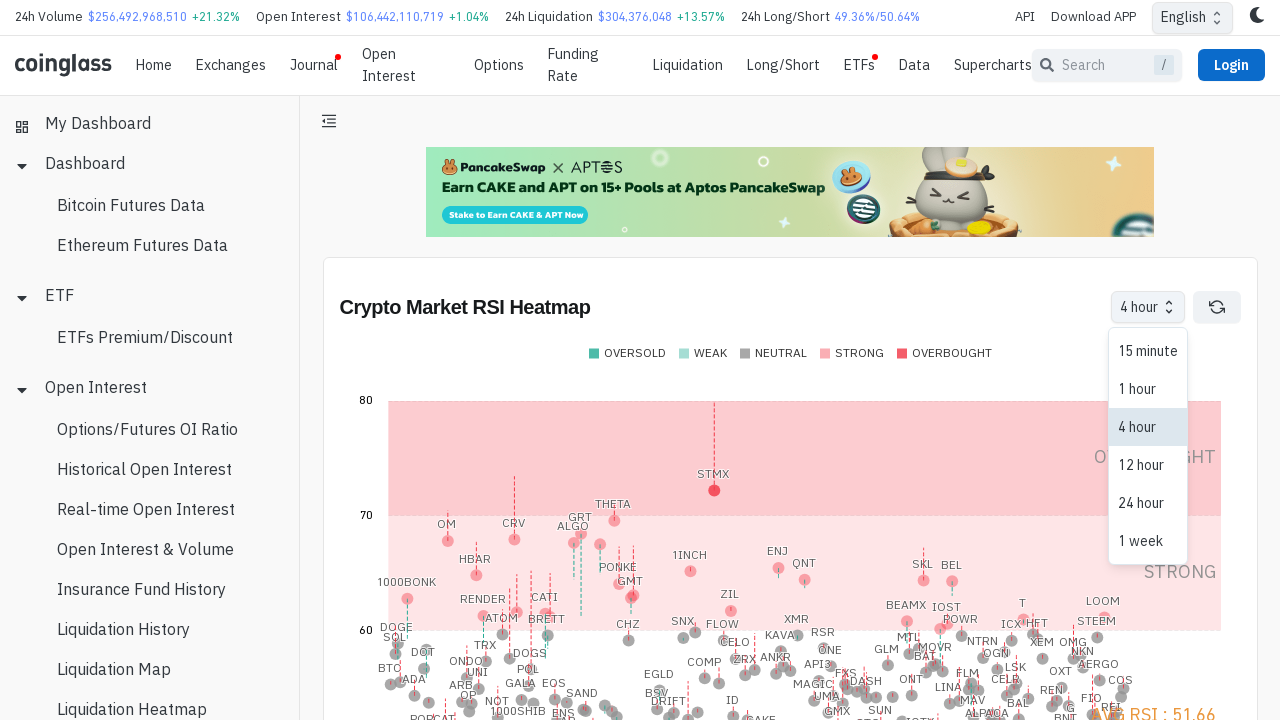 24h Volume $256,492,968,510 +21.32% Open Interest $106,442,110,719 +1.04% 24h Liquidation $304,376,048 +13.57% 24h Long/Short 49.36%/50.64% API Download APP English
coinglass Home Exchanges Journal Open Interest Options Funding Rate Liquidation Long/Short ETFs Data Supercharts Search / Login
My Dashboard
Dashboard
Bitcoin Futures Data
Ethereum Futures Data
ETF
ETFs Premium/Discount
Open Interest
Options/Futures OI Ratio
Historical Open Interest
Real-time Open Interest
Open Interest & Volume
Insurance Fund History
Liquidation History
Liquidation Map
Liquidation Heatmap
PancakeSwap X APTOS
Earn CAKE and APT on 15+ Pools at Aptos PancakeSwap
Stake to Earn CAKE & APT Now
Crypto Market RSI Heatmap
4 hour
15 minute
1 hour
4 hour
12 hour
24 hour
1 week
OVERSOLD WEAK NEUTRAL STRONG OVERBOUGHT
80
70
60
STRONG
STMX
THETA
GRT
OM CRV ALGO
1INCH ENJ
HBAR PONKE QNT SKL BEL
1000BONK GMT
RENDER CATI ZIL BEAMX IOST T LOOM
ATOM BRETT CHZ SNX FLOW XMR POWR ICX HFT STEEM
DOGE
SOL KAVA RSR MTL NTRN XEM OMG
DOT TRX DOGS CELO ONE GLM MOVR OGN NKN
BTO ONDO UNI POL COMP ZRX ANKR API3 BAT LSK AERGO
ADA ARB GALA EOS EGLD MAGIC FXS DASH ONT FLM CELR OXT COS
OP NOT SAND BSV DRIFT ID UMA LINA MAV BAL REN FIO
1000SHIB ENS CAKE GMX SUN ALPACA G REI
CAT BNT
RSI : 51.66